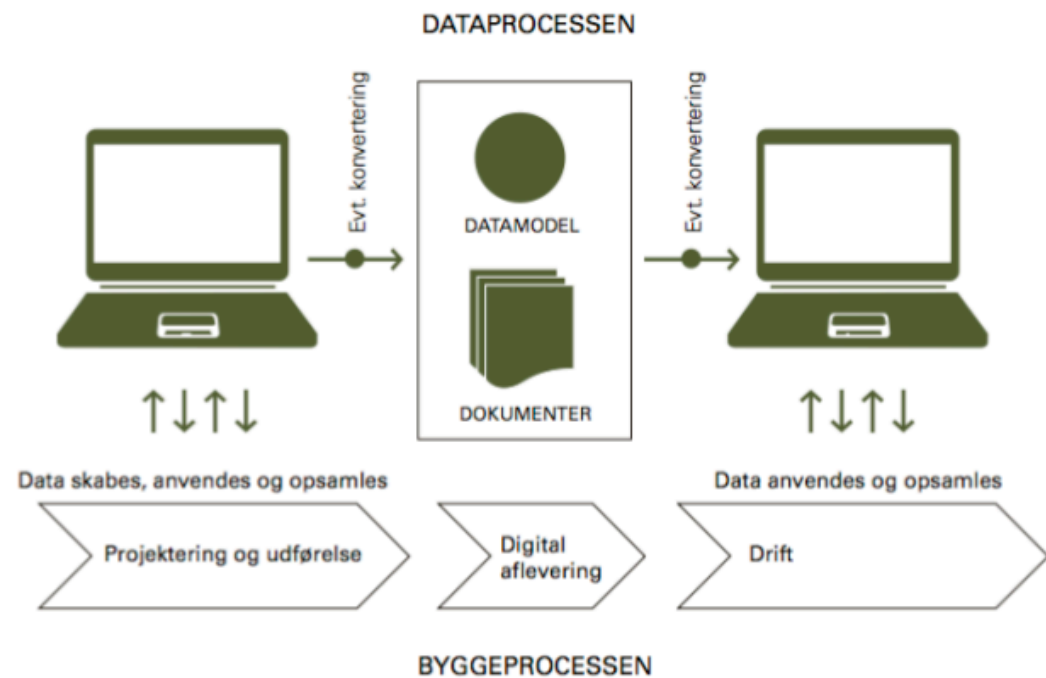 DATAPROCESSEN
Evt. konvertering
DATAMODEL
DOKUMENTER
Evt. konvertering
Data skabes, anvendes og opsamles
Data anvendes og opsamles
Projektering og udførelse
Digital
aflevering
Drift
BYGGEPROCESSEN